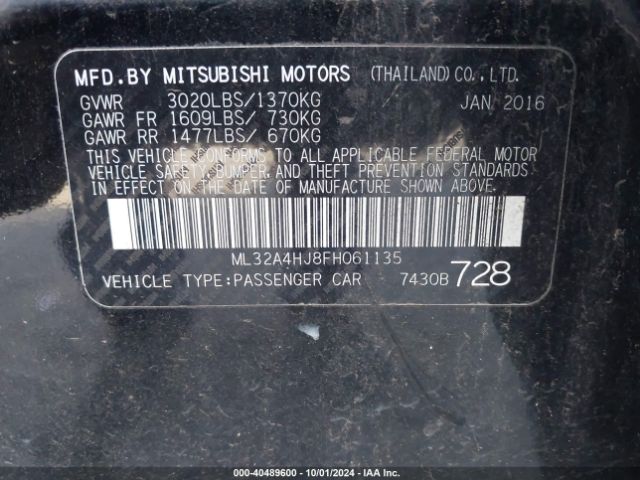 MFD.BY MITSUBISHI MOTORS (THAILAND) CO., LTD.
GVWR 3020LBS/1370KG JAN, 2016
GAWR FR 1609LBS/ 730KG
GAWR RR 1477LBS/ 670KG
THIS VEHICLE CONFORMS TO ALL APPLICABLE FEDERAL MOTOR
VEHICLE SAFETY, BUMPER, AND THEFT PREVENTION STANDARDS
IN EFFECT ON THE DATE OF MANUFACTURE SHOWN ABOVE.
ML32A4HJ8FH061135
VEHICLE TYPE:PASSENGER CAR 7430B 728
000-40489600 - 10/01/2024 - IAA Inc.